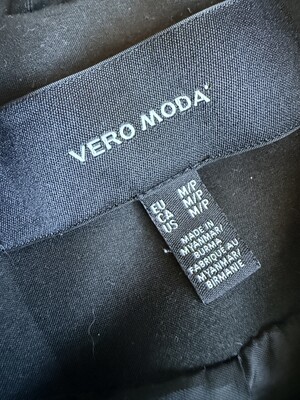 VERO MODA
EU M/P
CA M/P
US M/P
MADE IN
MYANMAR/
BURMA
FABRIQUÉ AU
MYANMAR/
BIRMANIE